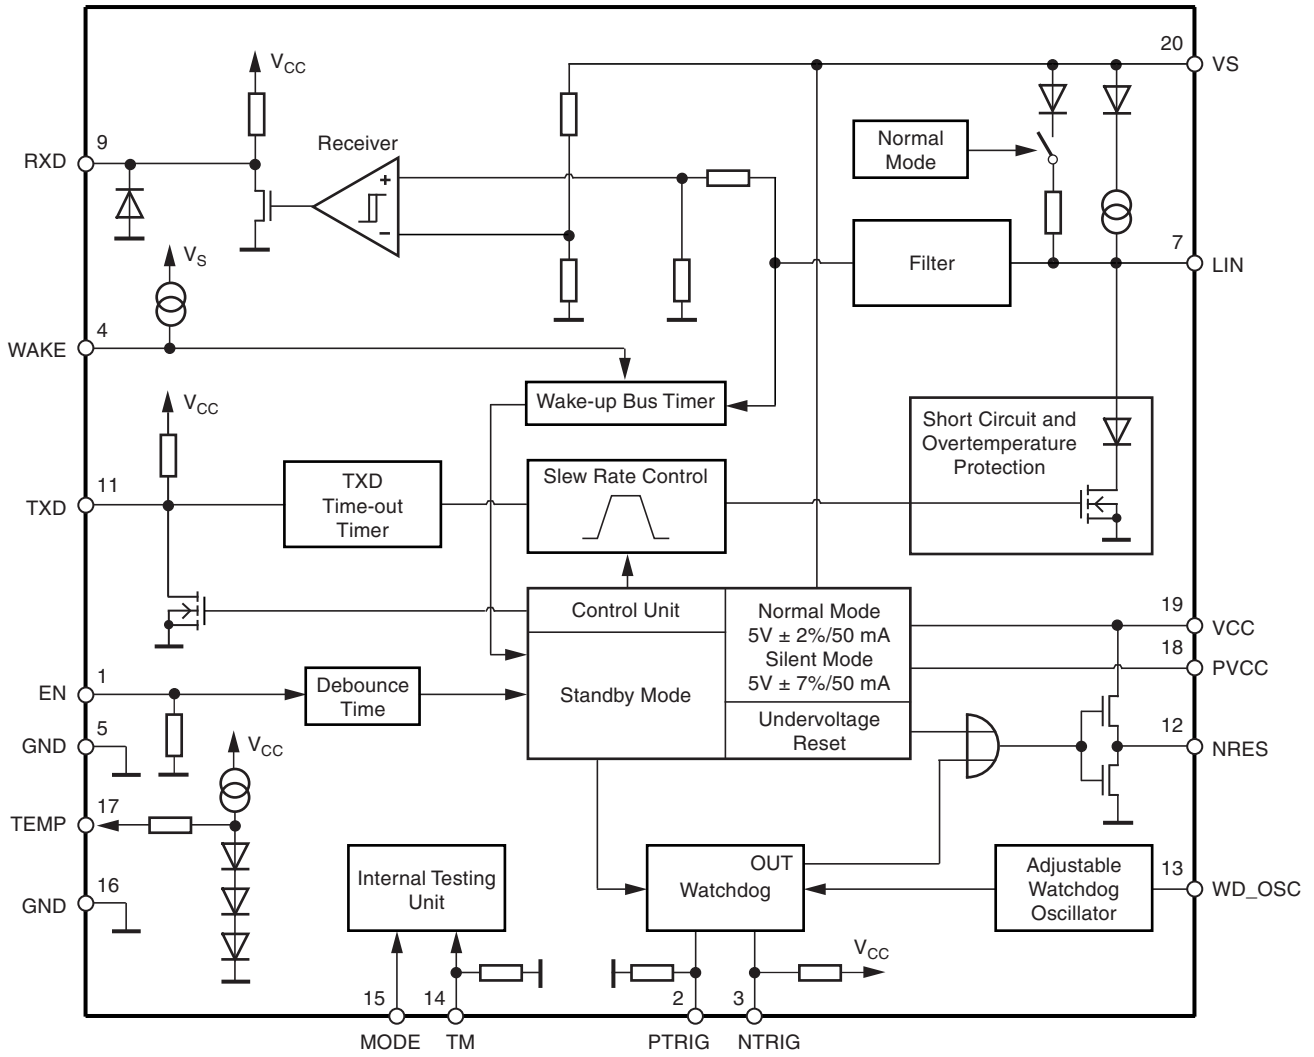 20
VS
VCC
9
RXD
Receiver
+
−
Normal
Mode
7
LIN
Filter
VS
4
WAKE
Wake-up Bus Timer
VCC
Short Circuit and
Overtemperature
Protection
11
TXD
TXD
Time-out
Timer
Slew Rate Control
Control Unit
Normal Mode
5V ± 2%/50 mA
Silent Mode
5V ± 7%/50 mA
19
VCC
18
PVCC
1
EN
Debounce
Time
Standby Mode
Undervoltage
Reset
12
NRES
5
GND
VCC
17
TEMP
16
GND
Internal Testing
Unit
OUT
Watchdog
Adjustable
Watchdog
Oscillator
13
WD_OSC
VCC
15
14
2
3
MODE
TM
PTRIG
NTRIG